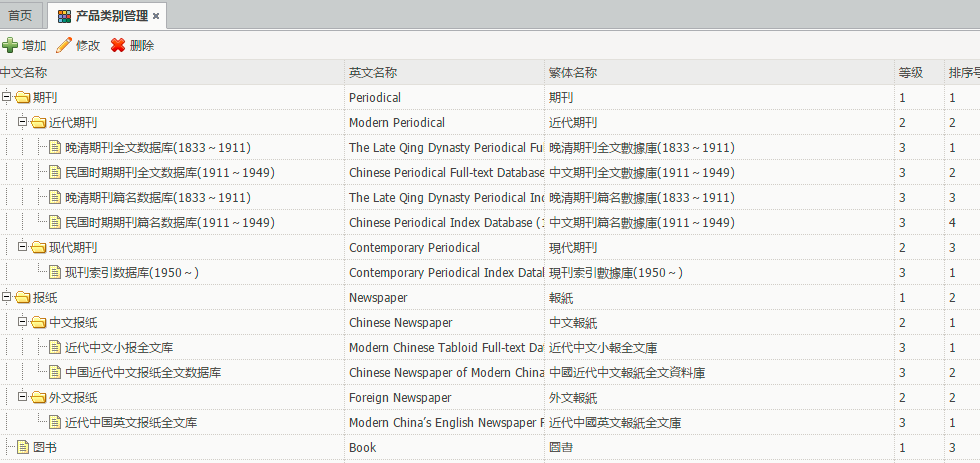 首页 产品类别管理
增加 修改 删除
中文名称 英文名称 繁体名称 等级 排序号
期刊 Periodical 期刊 1 1
近代期刊 Modern Periodical 近代期刊 2 2
晚清期刊全文数据库(1833～1911) The Late Qing Dynasty Periodical Fu 晚清期刊全文數據庫(1833～1911) 3 1
民国时期期刊全文数据库(1911～1949) Chinese Periodical Full-text Database 中文期刊全文數據庫(1911～1949) 3 2
晚清期刊篇名数据库(1833～1911) The Late Qing Dynasty Periodical Ind 晚清期刊篇名數據庫(1833～1911) 3 3
民国时期期刊篇名数据库(1911～1949) Chinese Periodical Index Database (1 中文期刊篇名數據庫(1911～1949) 3 4
现代期刊 Contemporary Periodical 現代期刊 2 3
现刊索引数据库(1950～) Contemporary Periodical Index Datal 現刊索引數據庫(1950～) 3 1
报纸 Newspaper 報紙 1 2
中文报纸 Chinese Newspaper 中文報紙 2 1
近代中文小报全文库 Modern Chinese Tabloid Full-text Da 近代中文小報全文庫 3 1
中国近代中文报纸全文数据库 Chinese Newspaper of Modern China 中國近代中文報紙全文資料庫 3 2
外文报纸 Foreign Newspaper 外文報紙 2 2
近代中国英文报纸全文库 Modern China's English Newspaper F 近代中國英文報紙全文庫 3 1
图书 Book 圖書 1 3